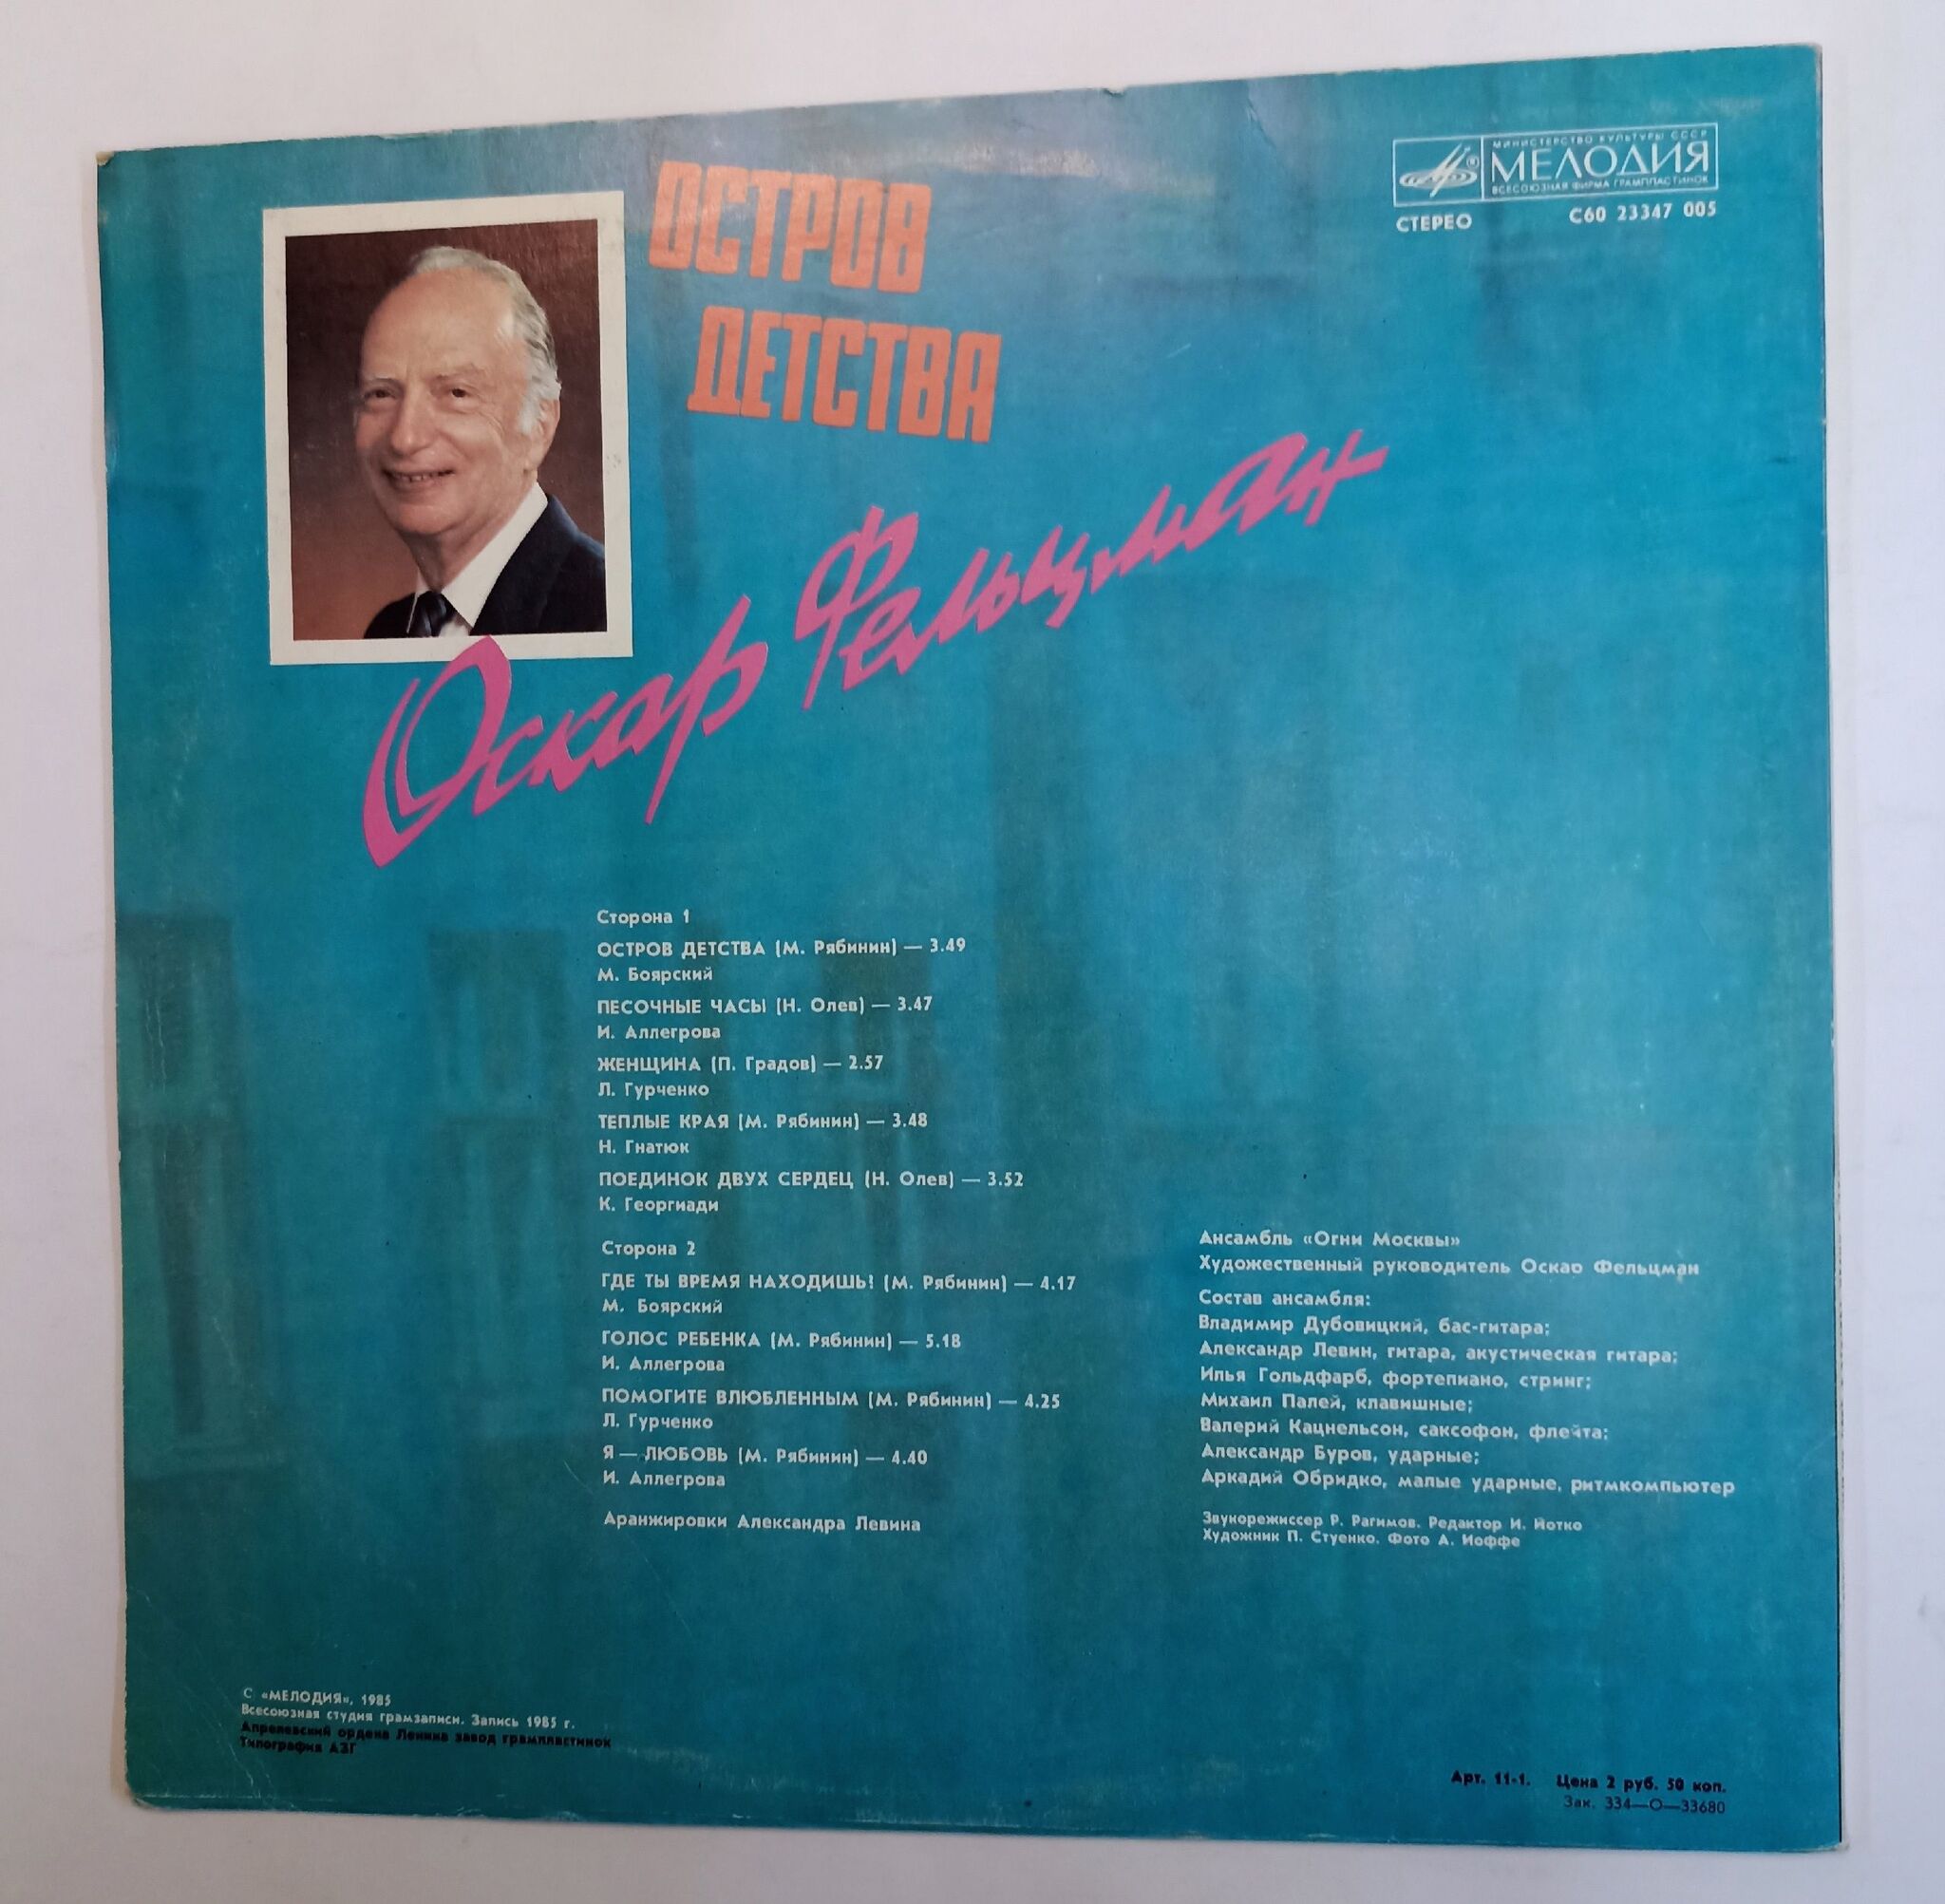 ОСТРОВ
ДЕТСТВА
Оскар Фельцман
МИНИСТЕРСТВО КУЛЬТУРЫ СССР
МЕЛОДИЯ
ВСЕСОЮЗНАЯ ФИРМА ГРАМПЛАСТИНОК
СТЕРЕО С60 23347 005
Сторона 1
ОСТРОВ ДЕТСТВА (М. Рябинин) — 3.49
М. Боярский
ПЕСОЧНЫЕ ЧАСЫ (Н. Олев) — 3.47
И. Аллегрова
ЖЕНЩИНА (П. Градов) — 2.57
Л. Гурченко
ТЕПЛЫЕ КРАЯ (М. Рябинин) — 3.48
Н. Гнатюк
ПОЕДИНОК ДВУХ СЕРДЕЦ (Н. Олев) — 3.52
К. Георгиади
Сторона 2
ГДЕ ТЫ ВРЕМЯ НАХОДИШЬ! (М. Рябинин) — 4.17
М. Боярский
ГОЛОС РЕБЕНКА (М. Рябинин) — 5.18
И. Аллегрова
ПОМОГИТЕ ВЛЮБЛЕННЫМ (М. Рябинин) — 4.25
Л. Гурченко
Я — ЛЮБОВЬ (М. Рябинин) — 4.40
И. Аллегрова
Аранжировки Александра Левина
Ансамбль «Огни Москвы»
Художественный руководитель Оскар Фельцман
Состав ансамбля:
Владимир Дубовицкий, бас-гитара;
Александр Левин, гитара, акустическая гитара;
Илья Гольдфарб, фортепиано, стринг;
Михаил Палей, клавишные;
Валерий Кацнельсон, саксофон, флейта;
Александр Буров, ударные;
Аркадий Обридко, малые ударные, ритмкомпьютер
Звукорежиссер Р. Рагимов. Редактор И. Йотко
Художник П. Стуенко. Фото А. Иоффе
С «МЕЛОДИЯ», 1985
Всесоюзная студия грамзаписи. Запись 1985 г.
Апрелевский ордена Ленина завод грампластинок
Типография АЗГ
Арт. 11-1. Цена 2 руб. 50 коп.
Зак. 334—О—33680